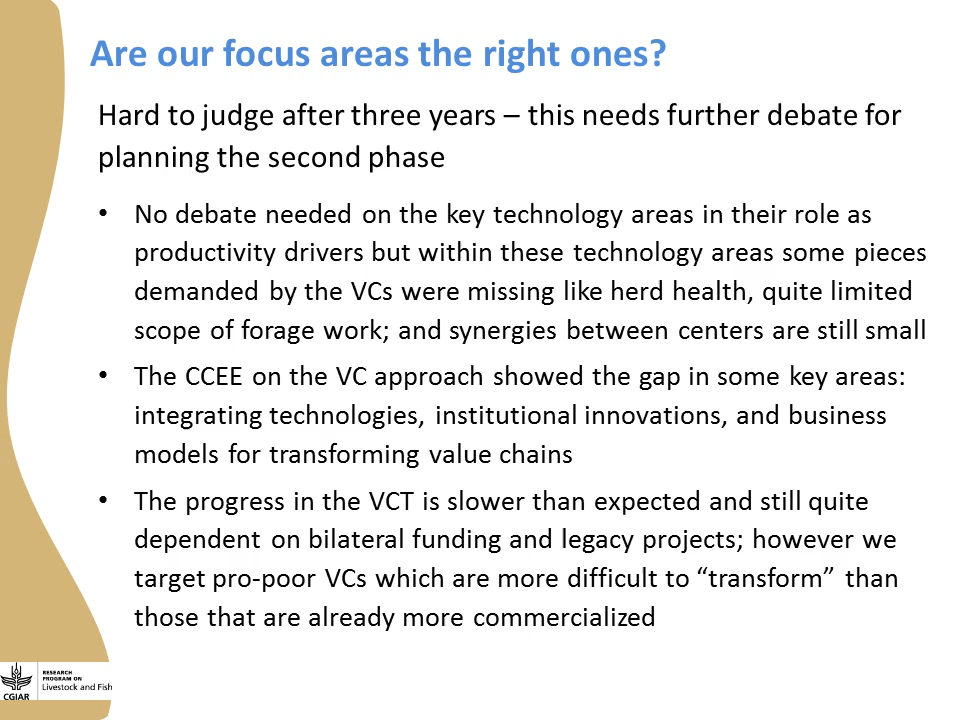 Are our focus areas the right ones?
Hard to judge after three years – this needs further debate for
planning the second phase
• No debate needed on the key technology areas in their role as
productivity drivers but within these technology areas some pieces
demanded by the VCs were missing like herd health, quite limited
scope of forage work; and synergies between centers are still small
• The CCEE on the VC approach showed the gap in some key areas:
integrating technologies, institutional innovations, and business
models for transforming value chains
• The progress in the VCT is slower than expected and still quite
dependent on bilateral funding and legacy projects; however we
target pro-poor VCs which are more difficult to “transform” than
those that are already more commercialized
CGIAR
RESEARCH
PROGRAM ON
Livestock and Fish